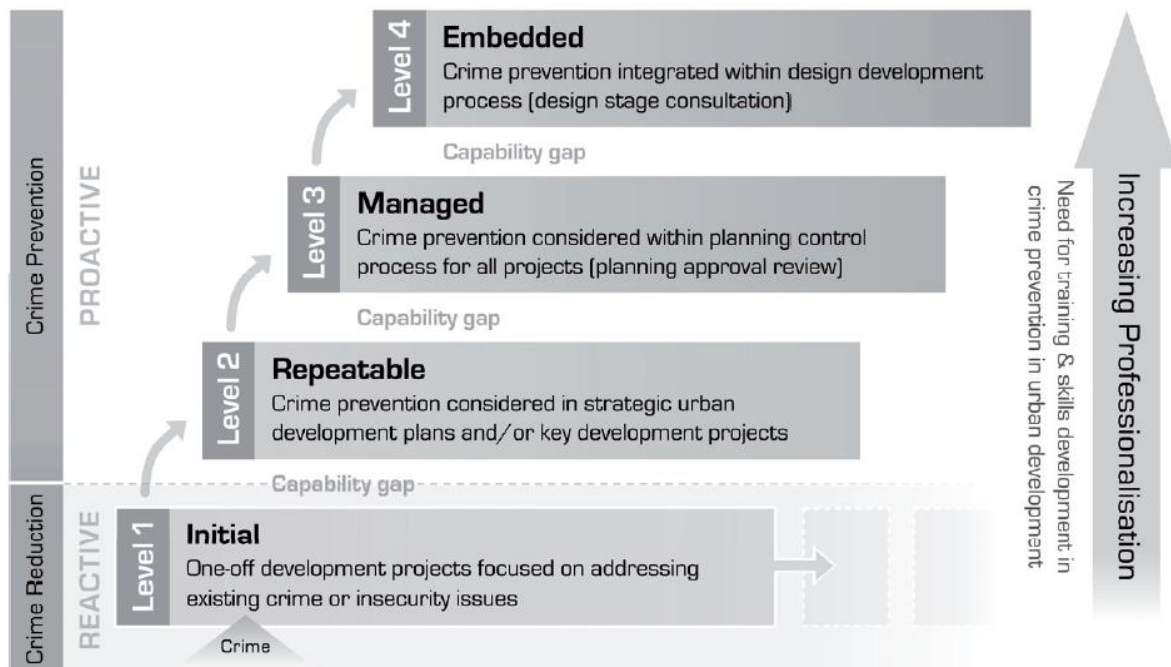 Level 4
Embedded
Crime prevention integrated within design development
process (design stage consultation)
Capability gap
Level 3
Managed
Crime prevention considered within planning control
process for all projects (planning approval review)
Capability gap
Level 2
Repeatable
Crime prevention considered in strategic urban
development plans and/or key development projects
Capability gap
Level 1
Initial
One-off development projects focused on addressing
existing crime or insecurity issues
Crime
Crime Prevention
PROACTIVE
Crime Reduction
REACTIVE
Need for training & skills development in
crime prevention in urban development
Increasing Professionalisation